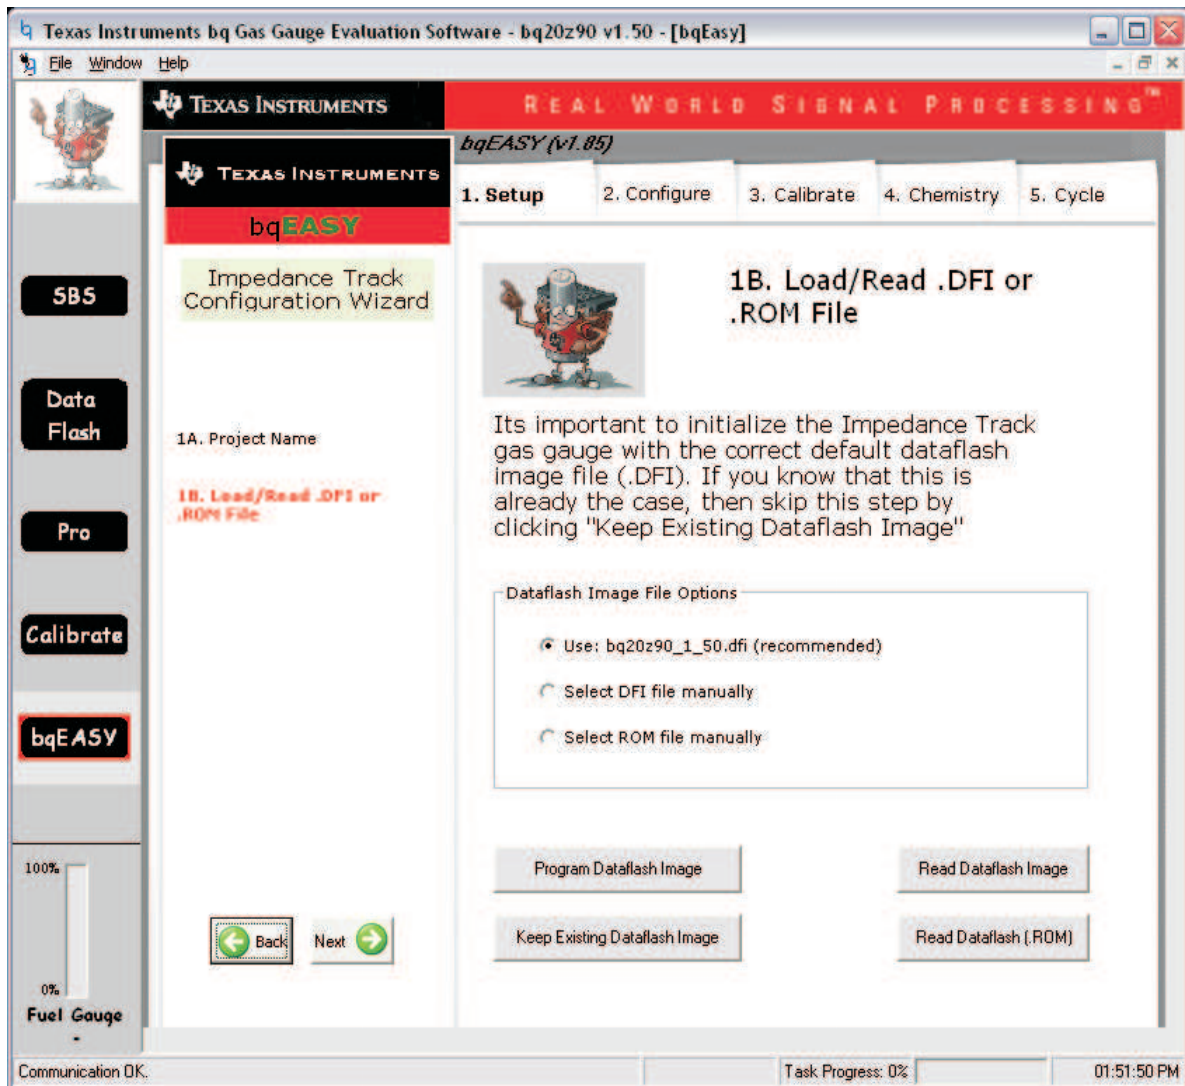 Texas Instruments bq Gas Gauge Evaluation Software - bq20z90 v1.50 - [bqEasy]
File Window Help
TEXAS INSTRUMENTS
REAL WORLD SIGNAL PROCESSING™
bqEASY (v1.85)
TEXAS INSTRUMENTS
bqEASY
1. Setup
2. Configure
3. Calibrate
4. Chemistry
5. Cycle
SBS
Data
Flash
Pro
Calibrate
bqEASY
100%
0%
Fuel Gauge
-
Impedance Track
Configuration Wizard
1A. Project Name
1B. Load/Read .DFI or
.ROM File
Back
Next
1B. Load/Read .DFI or
.ROM File
Its important to initialize the Impedance Track
gas gauge with the correct default dataflash
image file (.DFI). If you know that this is
already the case, then skip this step by
clicking "Keep Existing Dataflash Image"
Dataflash Image File Options
Use: bq20z90_1_50.dfi (recommended)
Select DFI file manually
Select ROM file manually
Program Dataflash Image
Read Dataflash Image
Keep Existing Dataflash Image
Read Dataflash (.ROM)
Communication OK.
Task Progress: 0%
01:51:50 PM